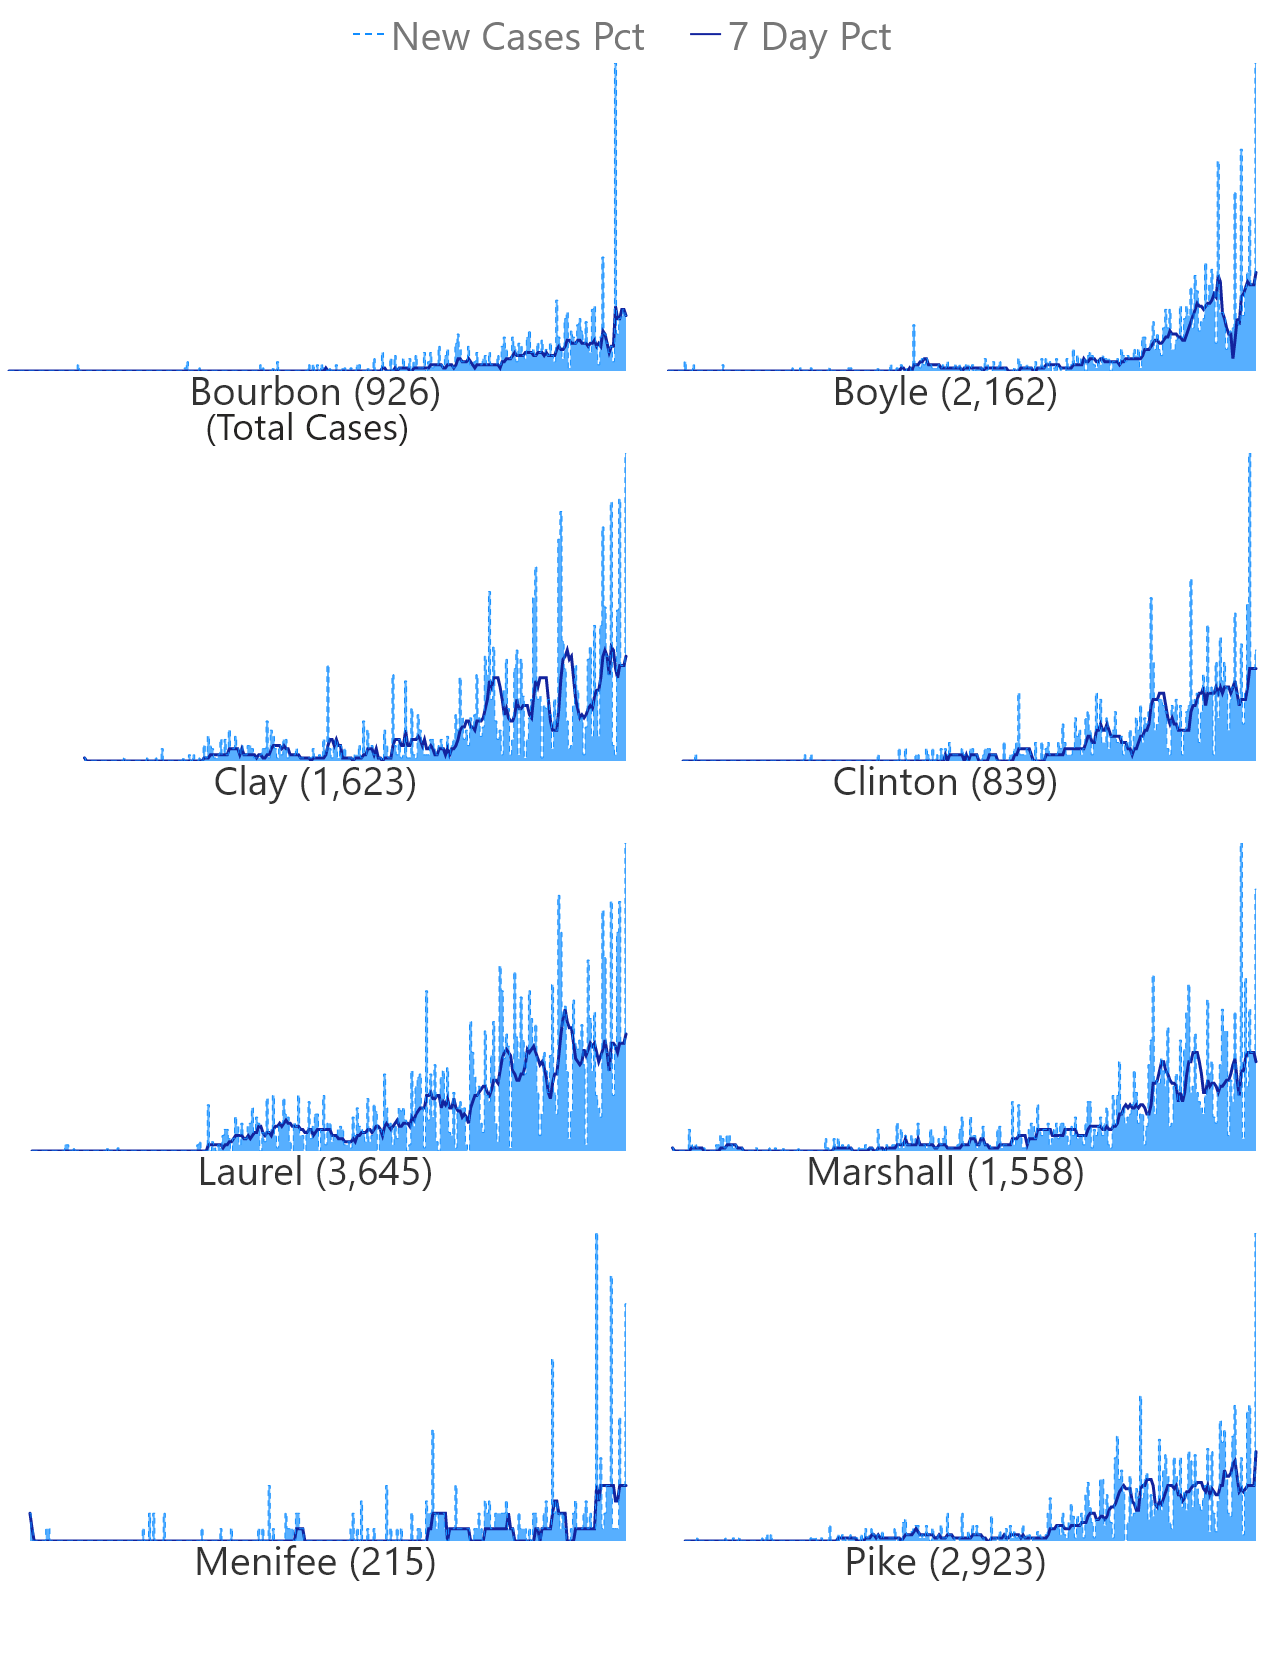 New Cases Pct 7 Day Pct
Bourbon (926) Boyle (2,162)
(Total Cases)
Clay (1,623) Clinton (839)
Laurel (3,645) Marshall (1,558)
Menifee (215) Pike (2,923)